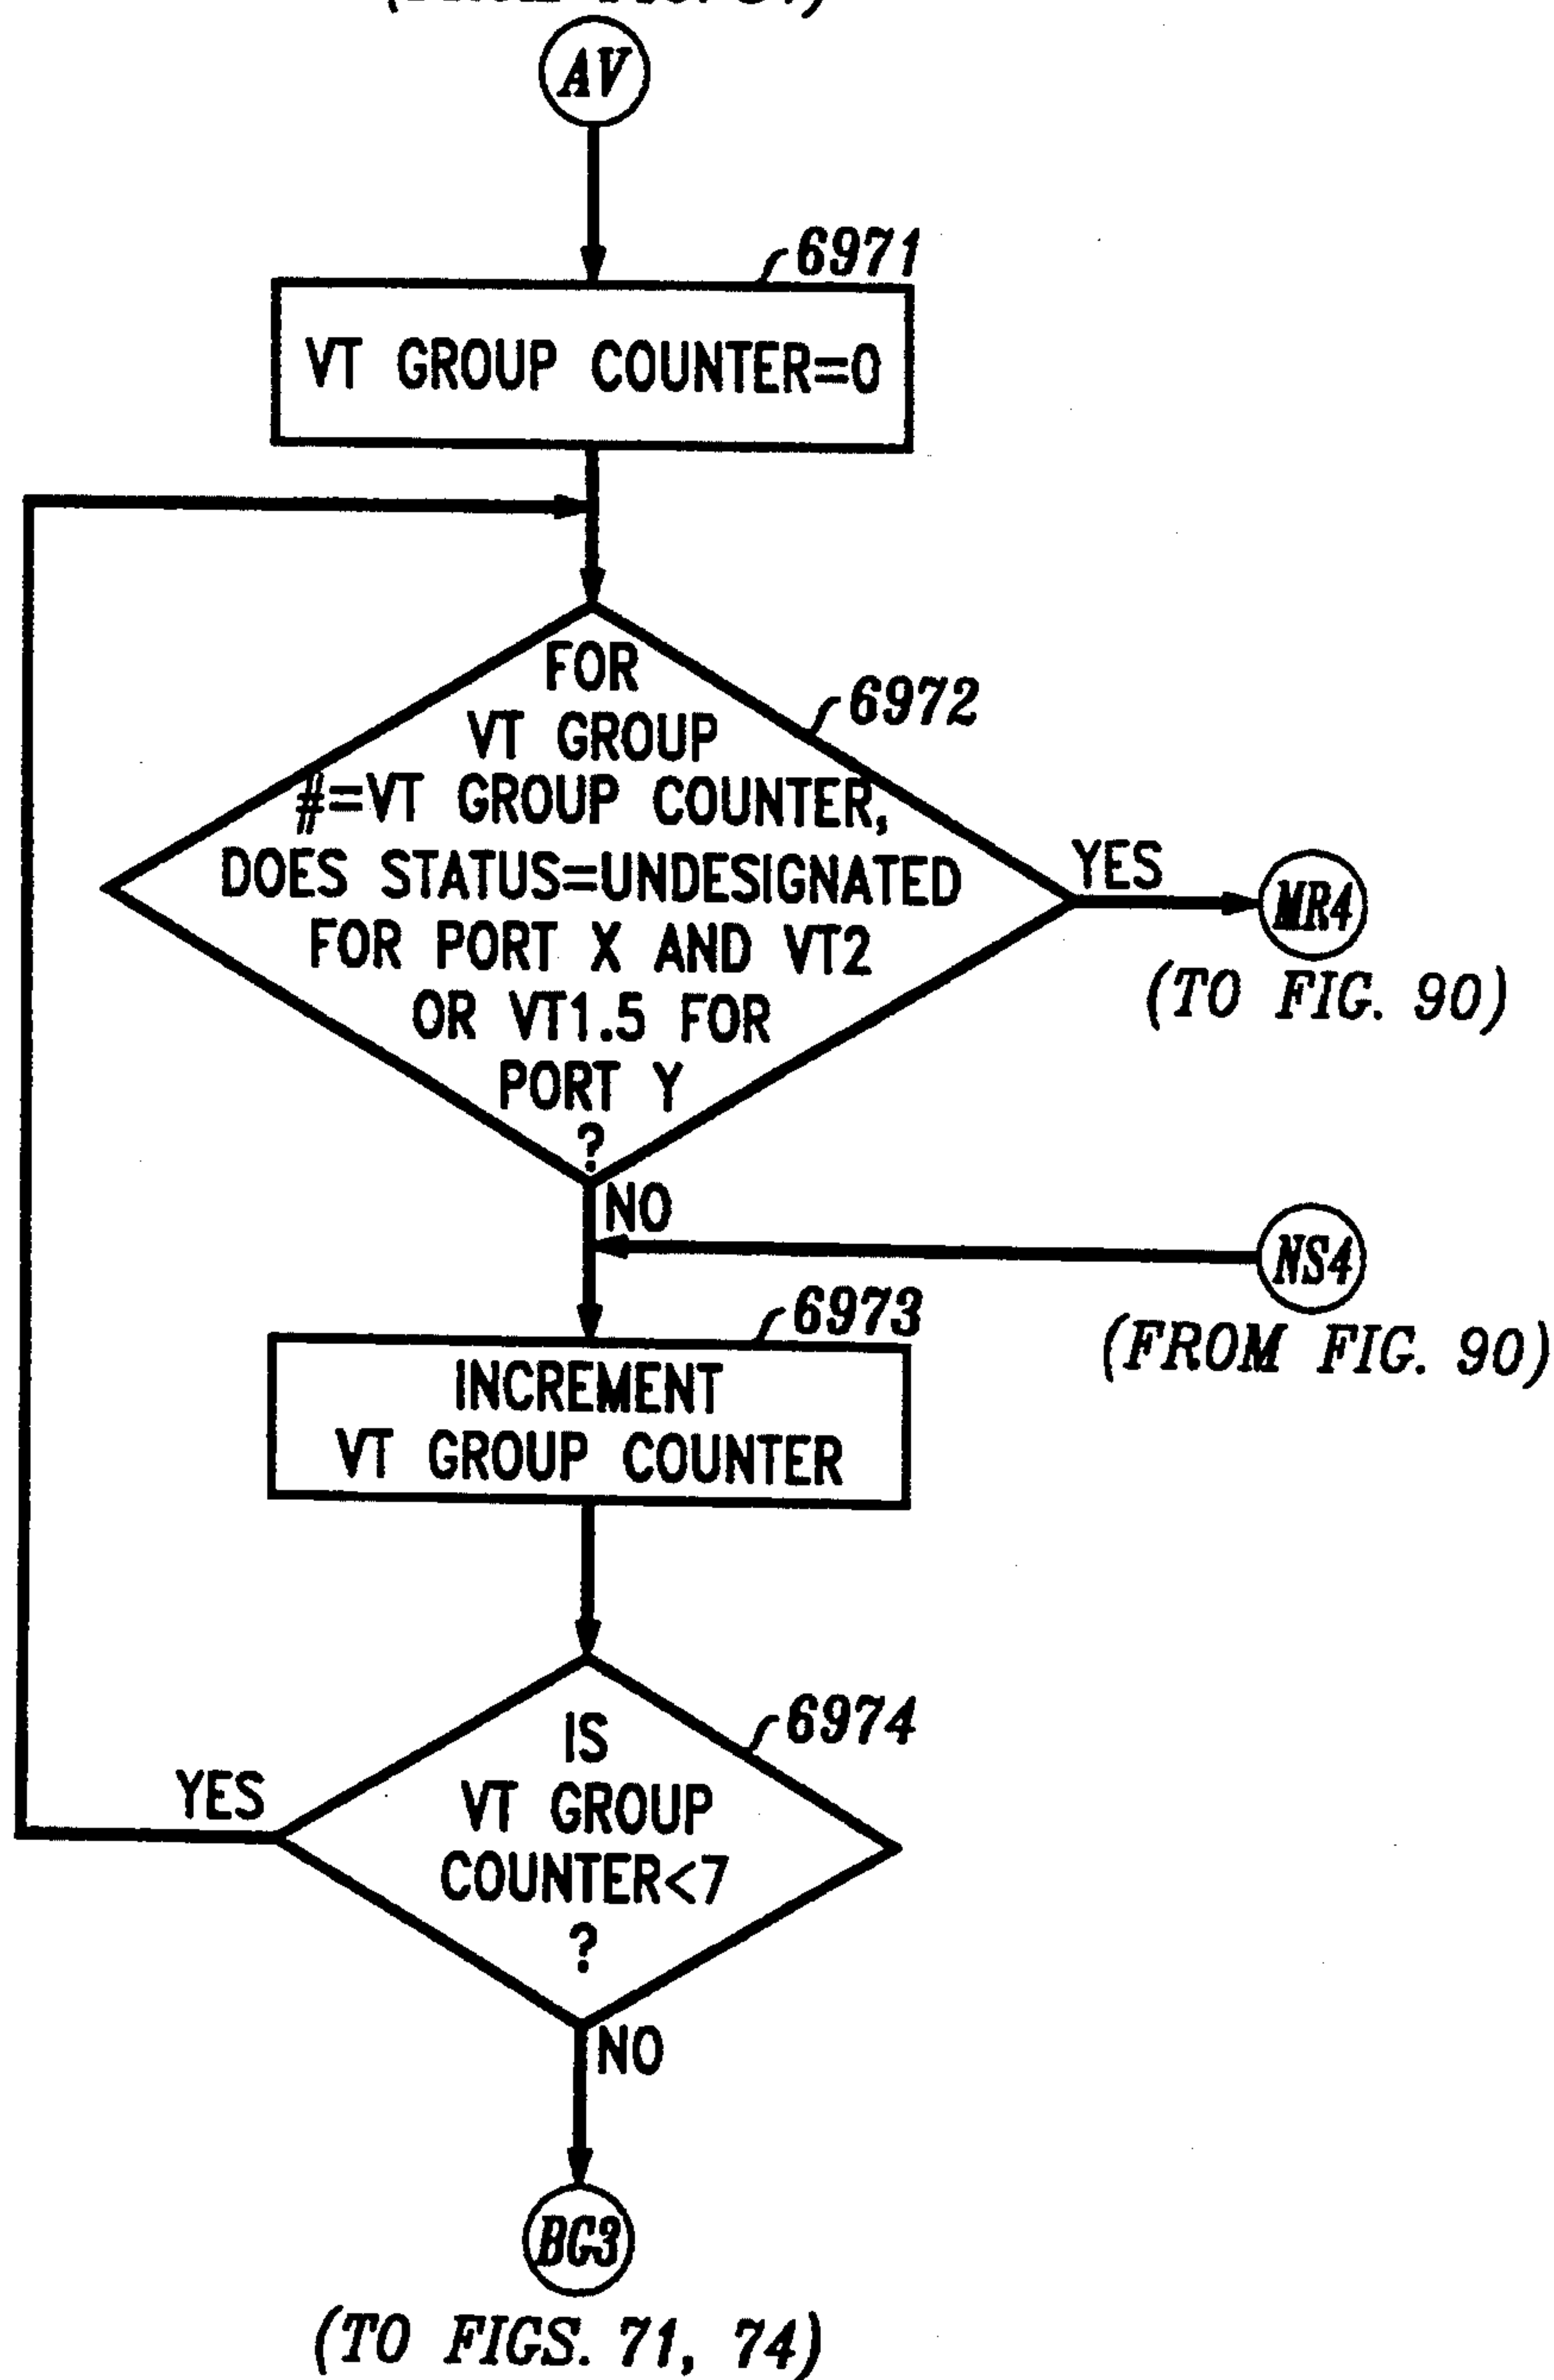 AV
6971
VT GROUP COUNTER=0
FOR
VT GROUP
6972
#=VT GROUP COUNTER,
DOES STATUS=UNDESIGNATED
FOR PORT X AND VT2
OR VT1.5 FOR
PORT Y
?
YES
MR4
(TO FIG. 90)
NO
NS4
(FROM FIG. 90)
6973
INCREMENT
VT GROUP COUNTER
6974
IS
VT GROUP
COUNTER<7
?
YES
NO
BG3
(TO FIGS. 71, 74)